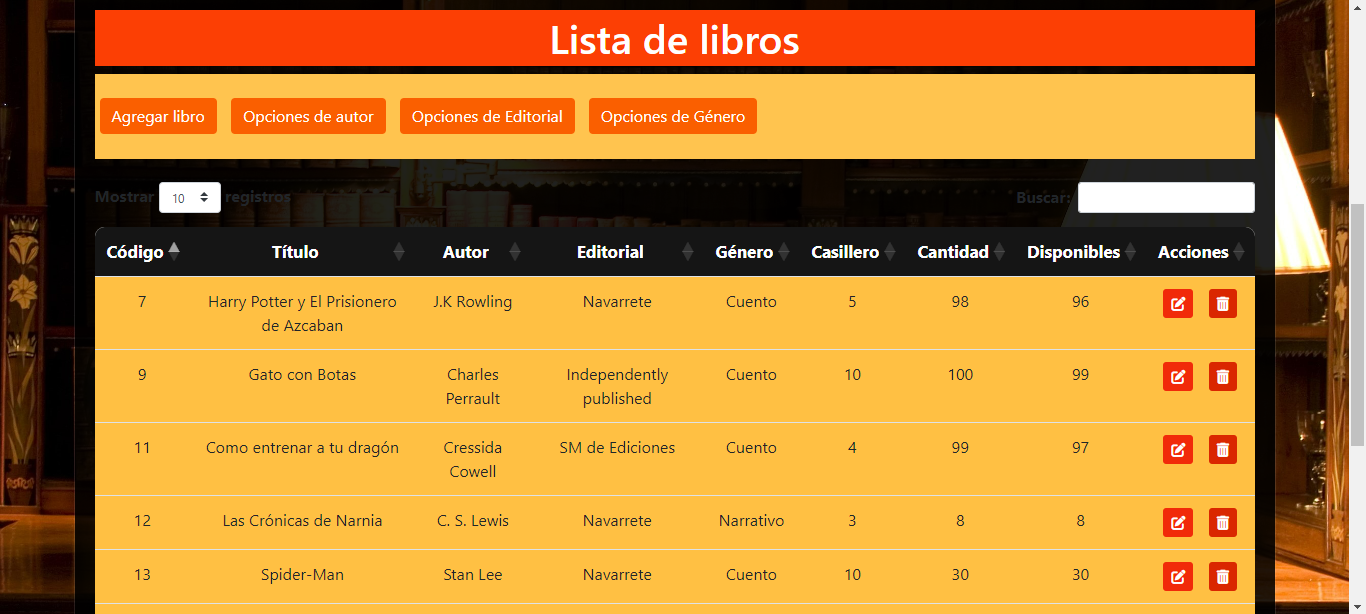 Lista de libros
Agregar libro Opciones de autor Opciones de Editorial Opciones de Género
Mostrar 10 registros Buscar:
Código Título Autor Editorial Género Casillero Cantidad Disponibles Acciones
7 Harry Potter y El Prisionero J.K Rowling Navarrete Cuento 5 98 96
de Azcaban
9 Gato con Botas Charles Independently Cuento 10 100 99
Perrault published
11 Como entrenar a tu dragón Cressida SM de Ediciones Cuento 4 99 97
Cowell
12 Las Crónicas de Narnia C. S. Lewis Navarrete Narrativo 3 8 8
13 Spider-Man Stan Lee Navarrete Cuento 10 30 30